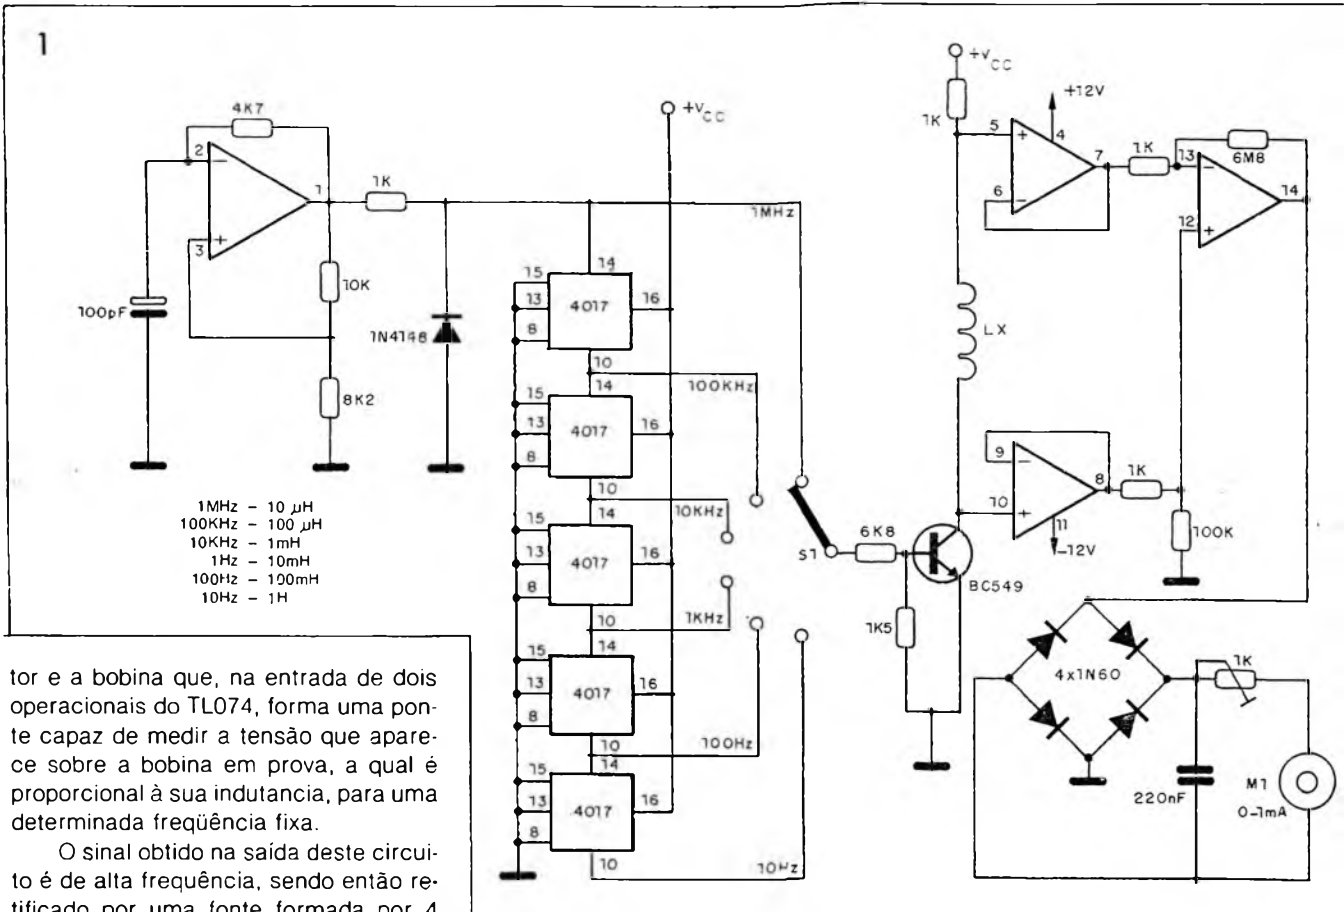 1
4K7
2
3
1
1K
10K
8K2
100pF
1N4148
+VCC
1MHz
15
13
8
14
4017
16
10
100KHz
15
13
8
14
4017
16
10
10KHz
15
13
8
14
4017
16
10
1KHz
15
13
8
14
4017
16
10
100Hz
15
13
8
14
4017
16
10
10Hz
S1
6K8
1K5
BC549
+VCC
1K
LX
+12V
5
4
6
7
1K
13
6M8
12
14
9
10
8
11
-12V
1K
100K
4x1N60
1K
220nF
M1
0-1mA
1MHz – 10 µH
100KHz – 100 µH
10KHz – 1mH
1Hz – 10mH
100Hz – 100mH
10Hz – 1H
tor e a bobina que, na entrada de dois
operacionais do TL074, forma uma pon-
te capaz de medir a tensão que apare-
ce sobre a bobina em prova, a qual é
proporcional à sua indutancia, para uma
determinada freqüência fixa.
O sinal obtido na saída deste circui-
to é de alta frequência, sendo então re-
tificado por uma fonte formada por 4